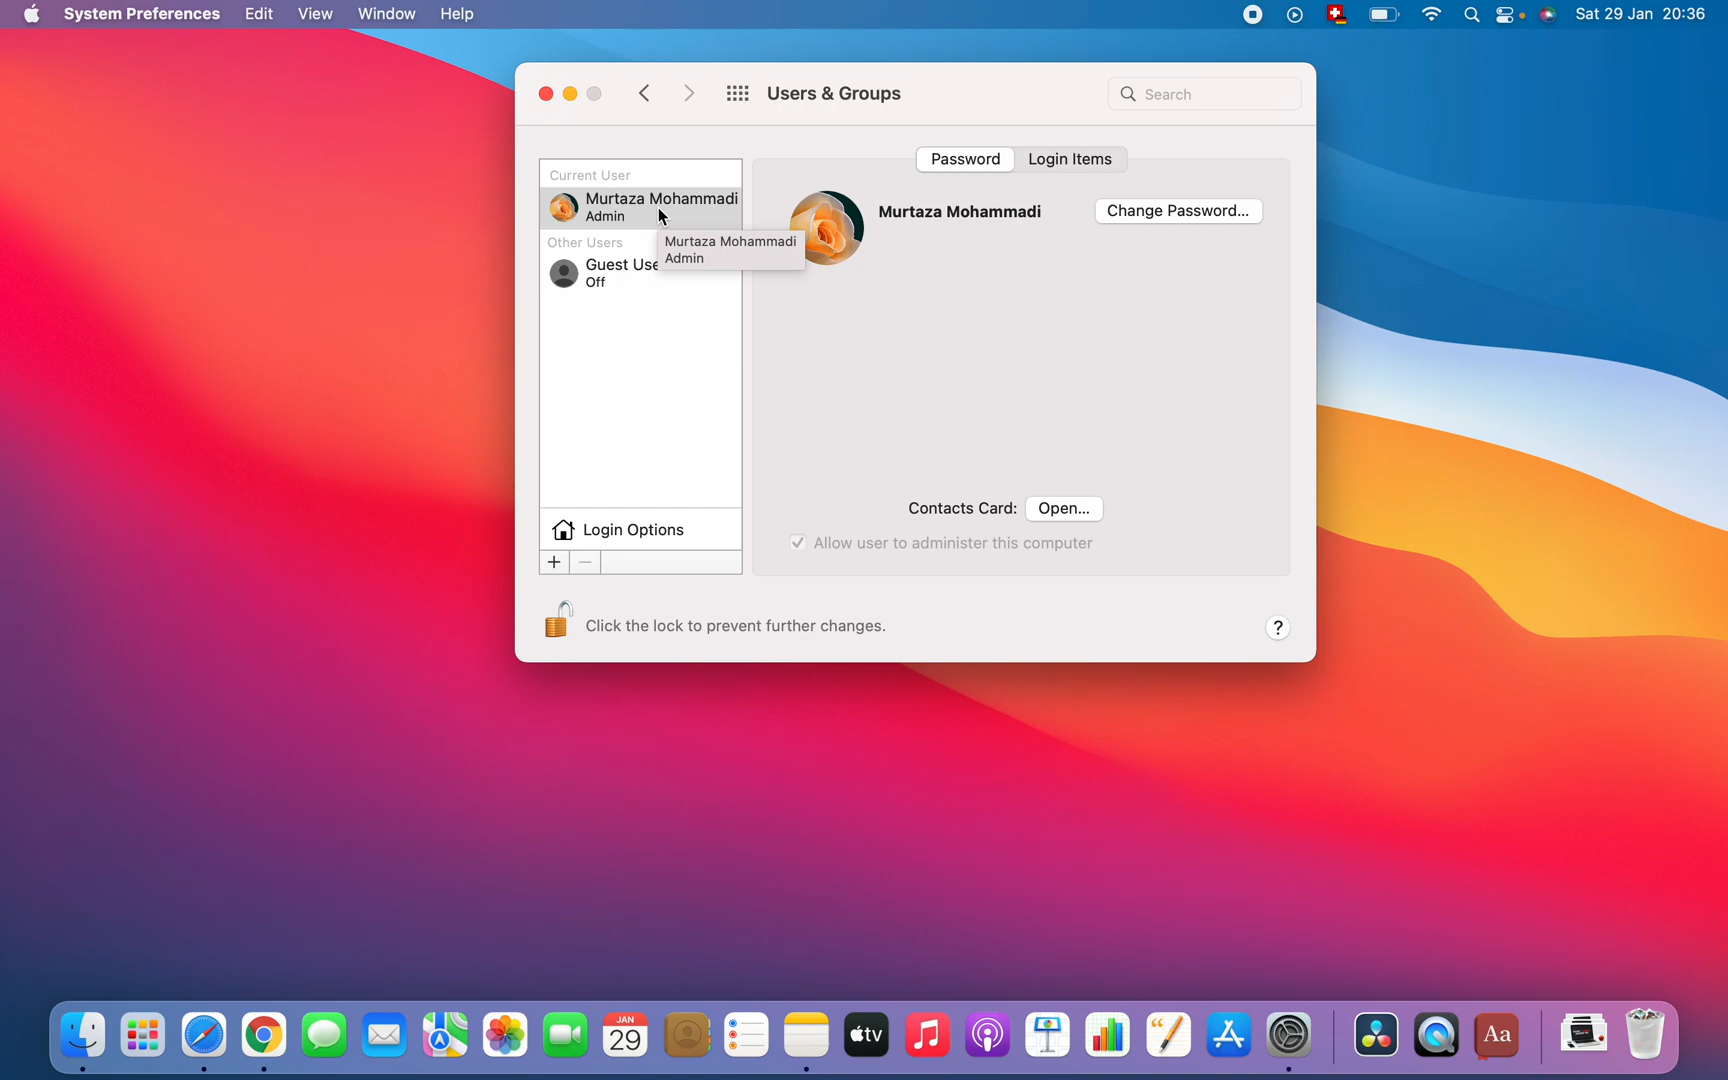 System Preferences Edit View Window Help
Sat 29 Jan 20:36
Users & Groups
Search
Password Login Items
Current User
Murtaza Mohammadi
Admin
Other Users
Guest Use
Off
Murtaza Mohammadi
Admin
Murtaza Mohammadi
Change Password...
Contacts Card: Open...
Allow user to administer this computer
Login Options
+ −
Click the lock to prevent further changes.
?
JAN
29
tv
Aa